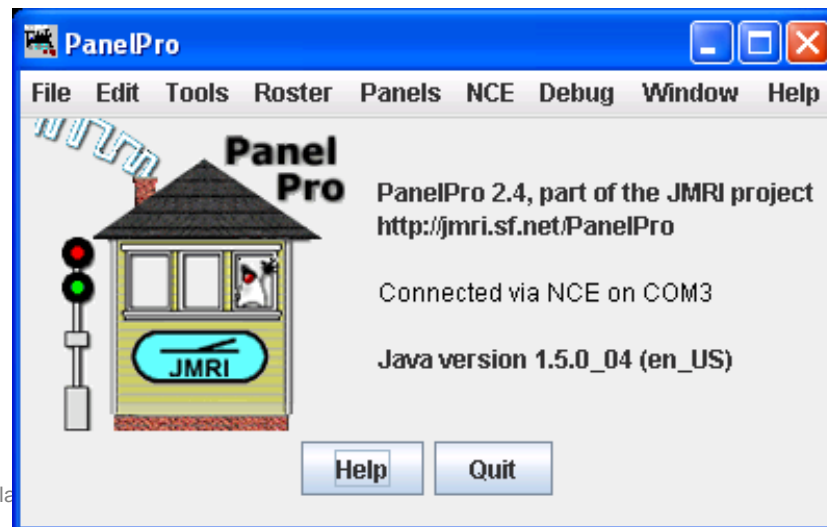 PanelPro
File Edit Tools Roster Panels NCE Debug Window Help
Panel
Pro
PanelPro 2.4, part of the JMRI project
http://jmri.sf.net/PanelPro
Connected via NCE on COM3
JMRI
Java version 1.5.0_04 (en_US)
Help Quit